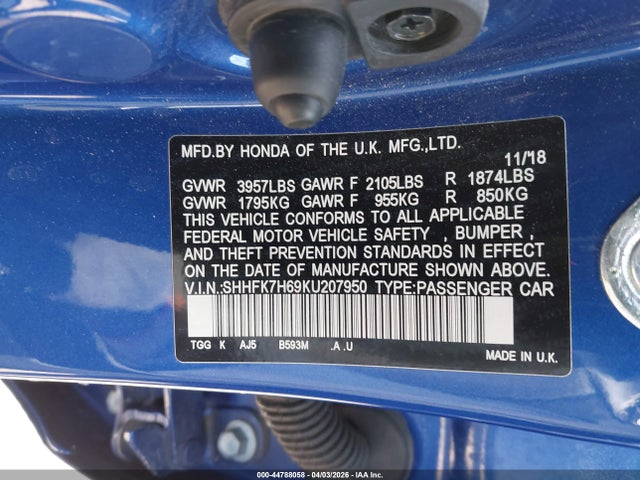 MFD.BY HONDA OF THE U.K. MFG.,LTD.
11/18
GVWR 3957LBS GAWR F 2105LBS R 1874LBS
GVWR 1795KG GAWR F 955KG R 850KG
THIS VEHICLE CONFORMS TO ALL APPLICABLE
FEDERAL MOTOR VEHICLE SAFETY , BUMPER ,
AND THEFT PREVENTION STANDARDS IN EFFECT
ON THE DATE OF MANUFACTURE SHOWN ABOVE.
V.I.N.:SHHFK7H69KU207950 TYPE:PASSENGER CAR
TGG K AJ5 B593M .A .U
MADE IN U.K.
000-44788058 - 04/03/2026 - IAA Inc.